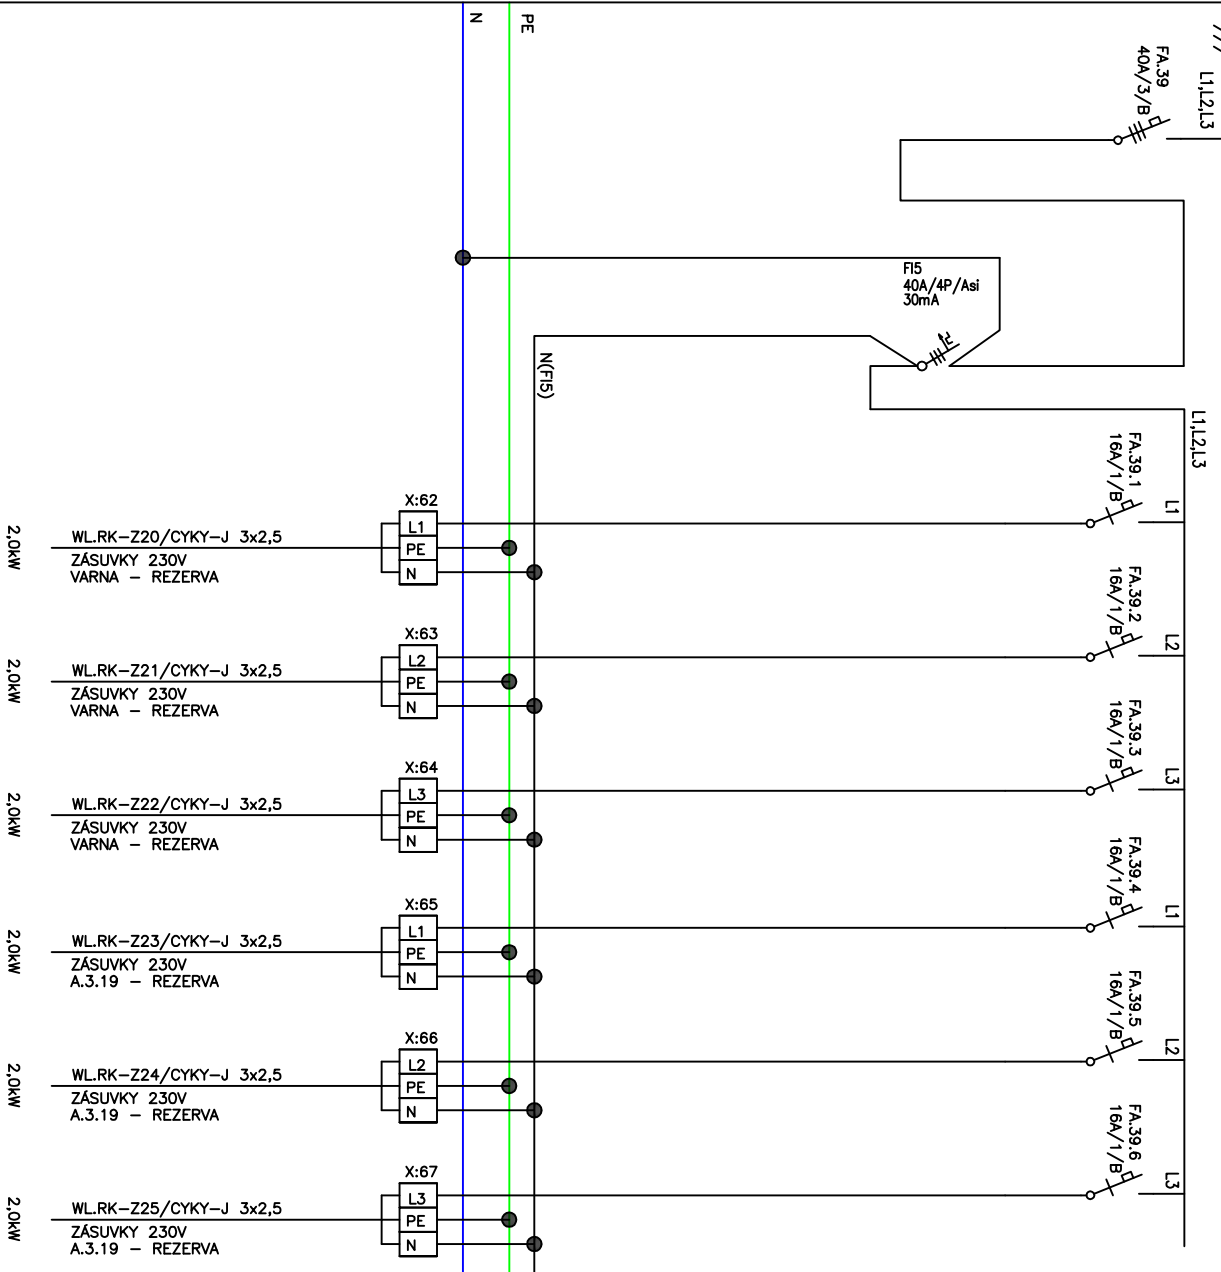 N
PE
L1,L2,L3
FA.39
40A/3/B
FI5
40A/4P/Asi
30mA
N(FI5)
L1,L2,L3
FA.39.1
16A/1/B
L1
X:62
L1
PE
N
WL.RK-Z20/CYKY-J 3x2,5
ZÁSUVKY 230V
VARNA - REZERVA
2,0kW
FA.39.2
16A/1/B
L2
X:63
L2
PE
N
WL.RK-Z21/CYKY-J 3x2,5
ZÁSUVKY 230V
VARNA - REZERVA
2,0kW
FA.39.3
16A/1/B
L3
X:64
L3
PE
N
WL.RK-Z22/CYKY-J 3x2,5
ZÁSUVKY 230V
VARNA - REZERVA
2,0kW
FA.39.4
16A/1/B
L1
X:65
L1
PE
N
WL.RK-Z23/CYKY-J 3x2,5
ZÁSUVKY 230V
A.3.19 - REZERVA
2,0kW
FA.39.5
16A/1/B
L2
X:66
L2
PE
N
WL.RK-Z24/CYKY-J 3x2,5
ZÁSUVKY 230V
A.3.19 - REZERVA
2,0kW
FA.39.6
16A/1/B
L3
X:67
L3
PE
N
WL.RK-Z25/CYKY-J 3x2,5
ZÁSUVKY 230V
A.3.19 - REZERVA
2,0kW